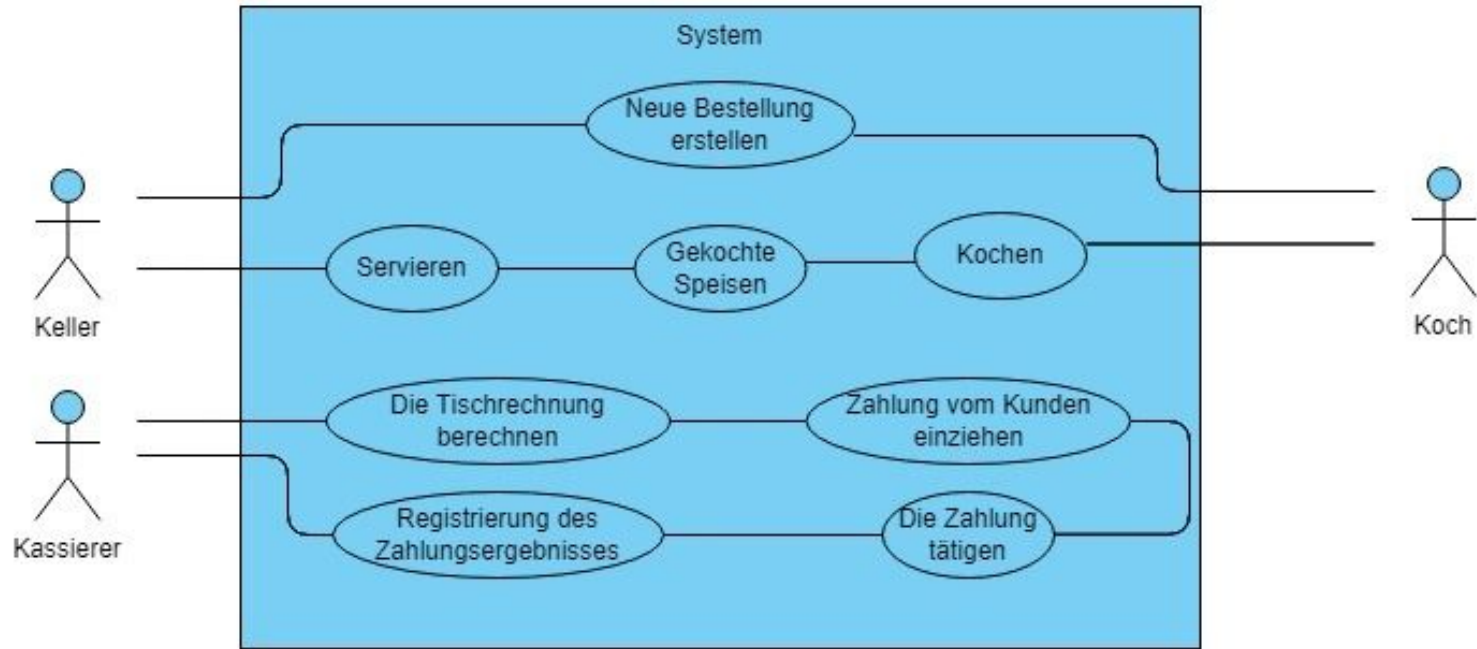 System
Neue Bestellung
erstellen
Servieren
Gekochte
Speisen
Kochen
Keller
Koch
Die Tischrechnung
berechnen
Zahlung vom Kunden
einziehen
Registrierung des
Zahlungsergebnisses
Die Zahlung
tätigen
Kassierer